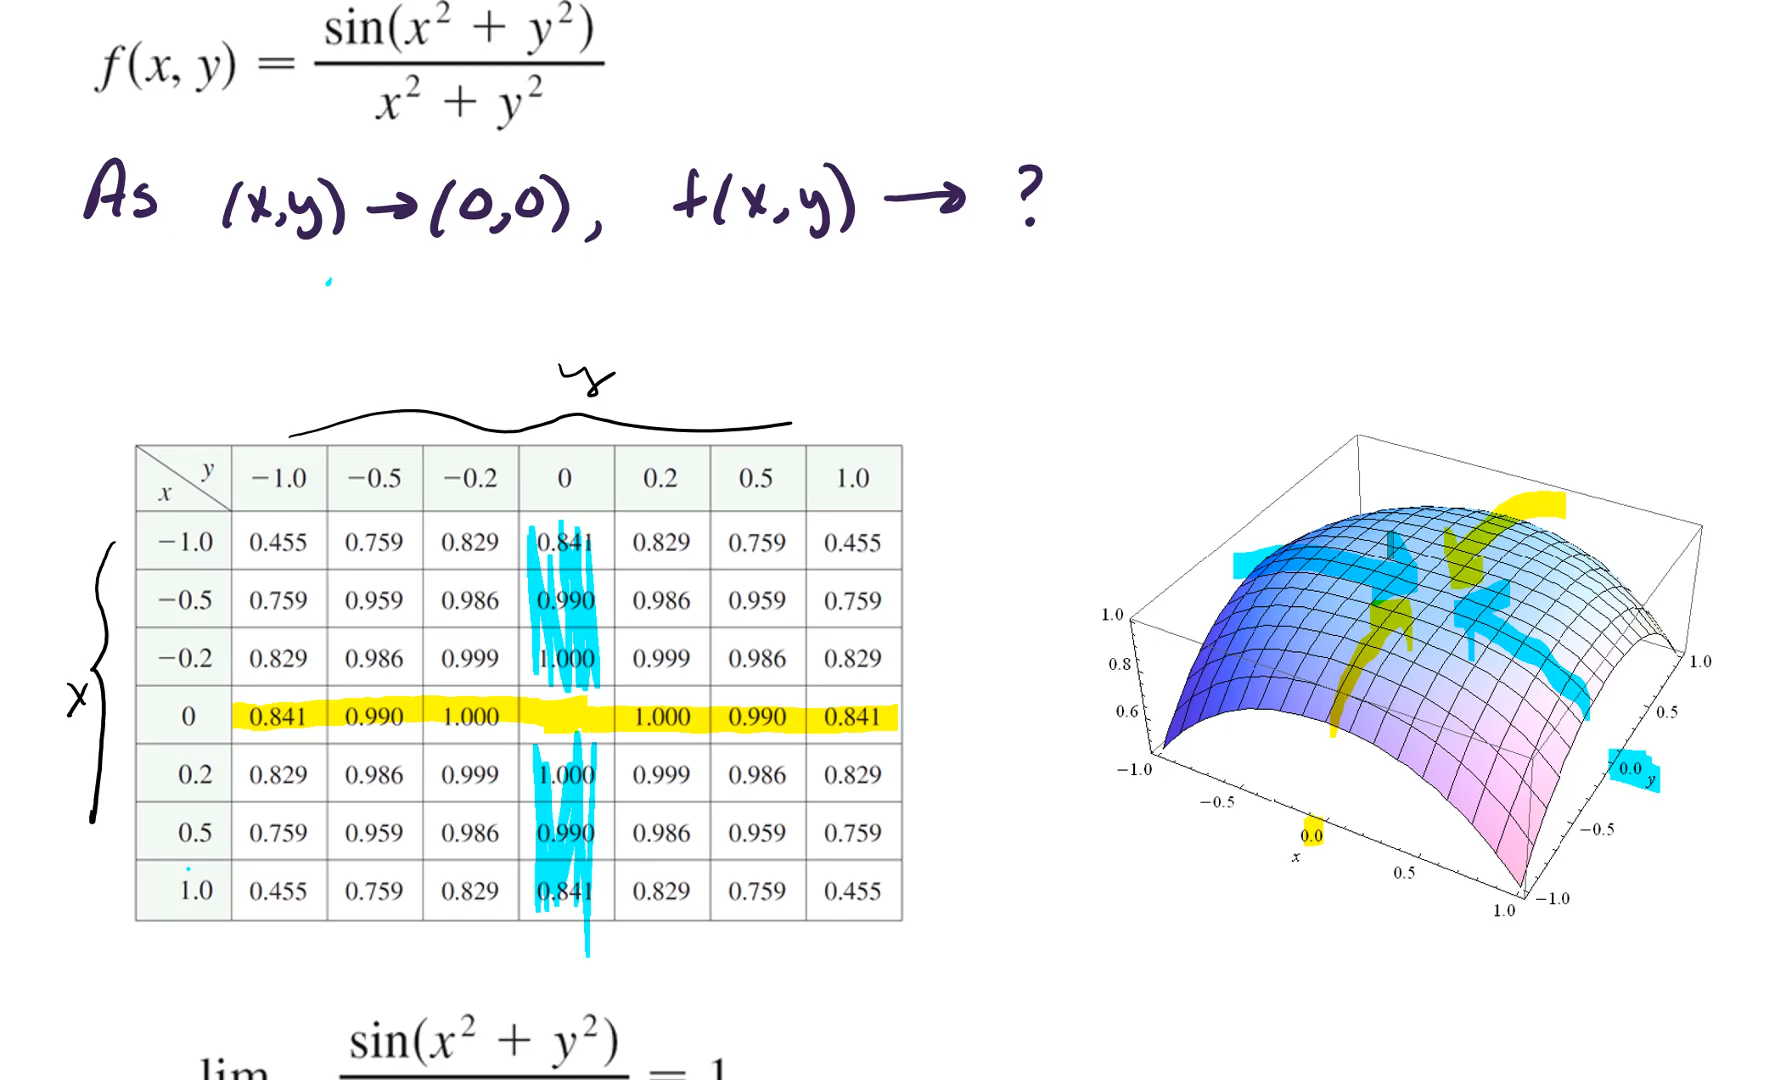 f(x, y) = sin(x² + y²) / x² + y²
As (x,y) → (0,0), f(x,y) → ?
y
y x −1.0 −0.5 −0.2 0 0.2 0.5 1.0
−1.0 0.455 0.759 0.829 0.841 0.829 0.759 0.455
−0.5 0.759 0.959 0.986 0.990 0.986 0.959 0.759
−0.2 0.829 0.986 0.999 1.000 0.999 0.986 0.829
x
0 0.841 0.990 1.000 1.000 0.990 0.841
0.2 0.829 0.986 0.999 1.000 0.999 0.986 0.829
0.5 0.759 0.959 0.986 0.990 0.986 0.959 0.759
1.0 0.455 0.759 0.829 0.841 0.829 0.759 0.455
1.0
0.8
0.6
−1.0
−0.5
0.0
x
0.5
1.0
−1.0
−0.5
0.0
y
0.5
1.0
lim sin(x² + y²) = 1